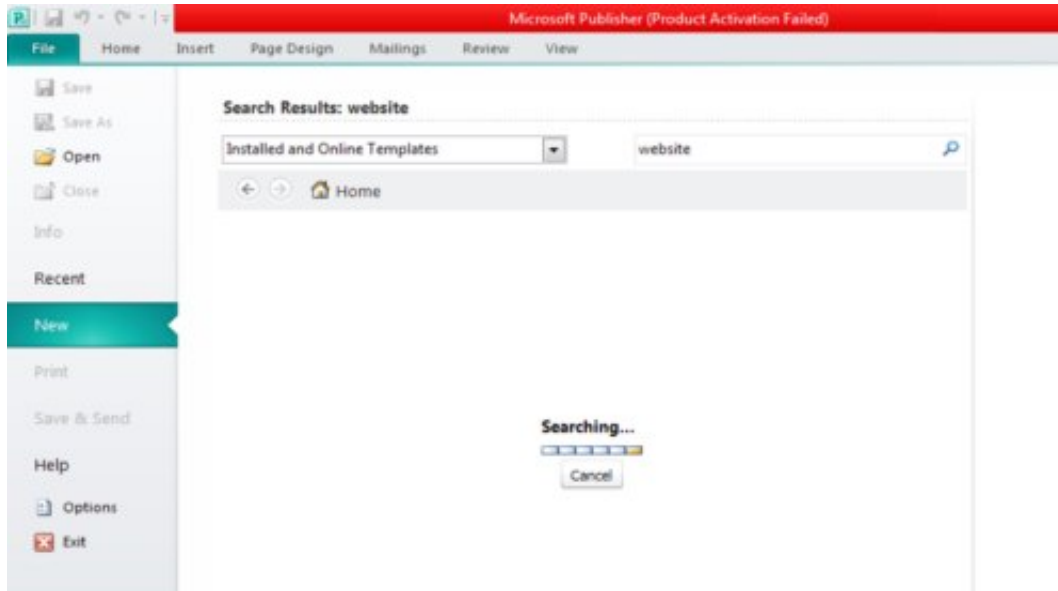 Microsoft Publisher (Product Activation Failed)
File Home Insert Page Design Mailings Review View
Save
Save As
Open
Close
Info
Recent
New
Print
Save & Send
Help
Options
Exit
Search Results: website
Installed and Online Templates website
Home
Searching...
Cancel